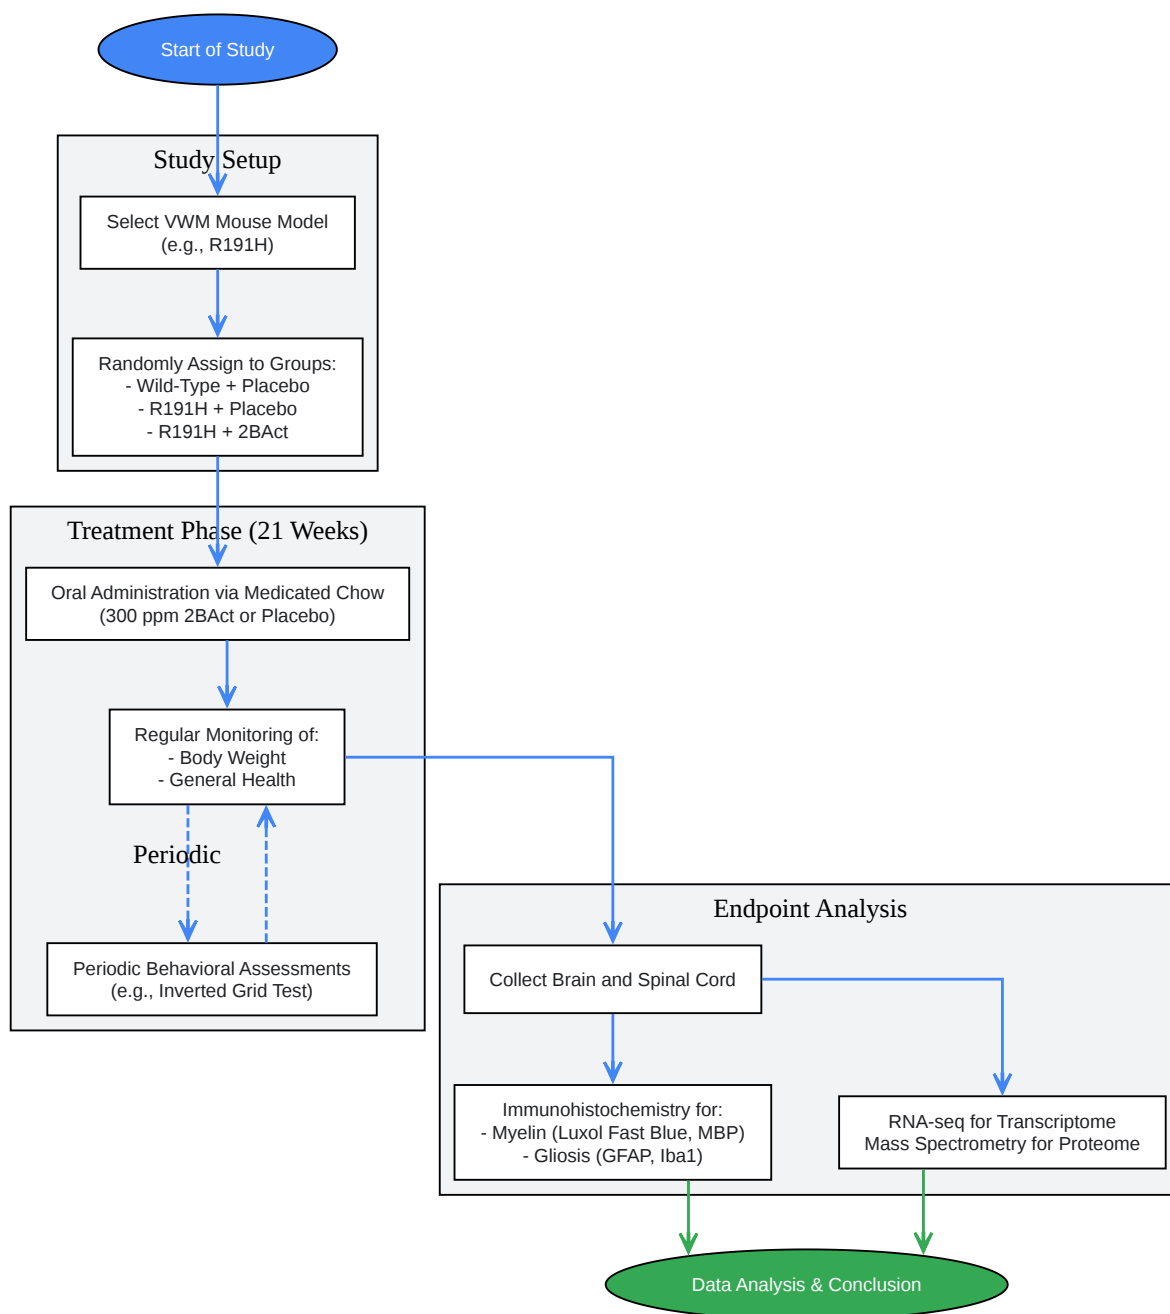 Start of Study
Study Setup
Select VWM Mouse Model
(e.g., R191H)
Randomly Assign to Groups:
- Wild-Type + Placebo
- R191H + Placebo
- R191H + 2BAct
Treatment Phase (21 Weeks)
Oral Administration via Medicated Chow
(300 ppm 2BAct or Placebo)
Regular Monitoring of:
- Body Weight
- General Health
Periodic
Periodic Behavioral Assessments
(e.g., Inverted Grid Test)
Endpoint Analysis
Collect Brain and Spinal Cord
Immunohistochemistry for:
- Myelin (Luxol Fast Blue, MBP)
- Gliosis (GFAP, Iba1)
RNA-seq for Transcriptome
Mass Spectrometry for Proteome
Data Analysis & Conclusion